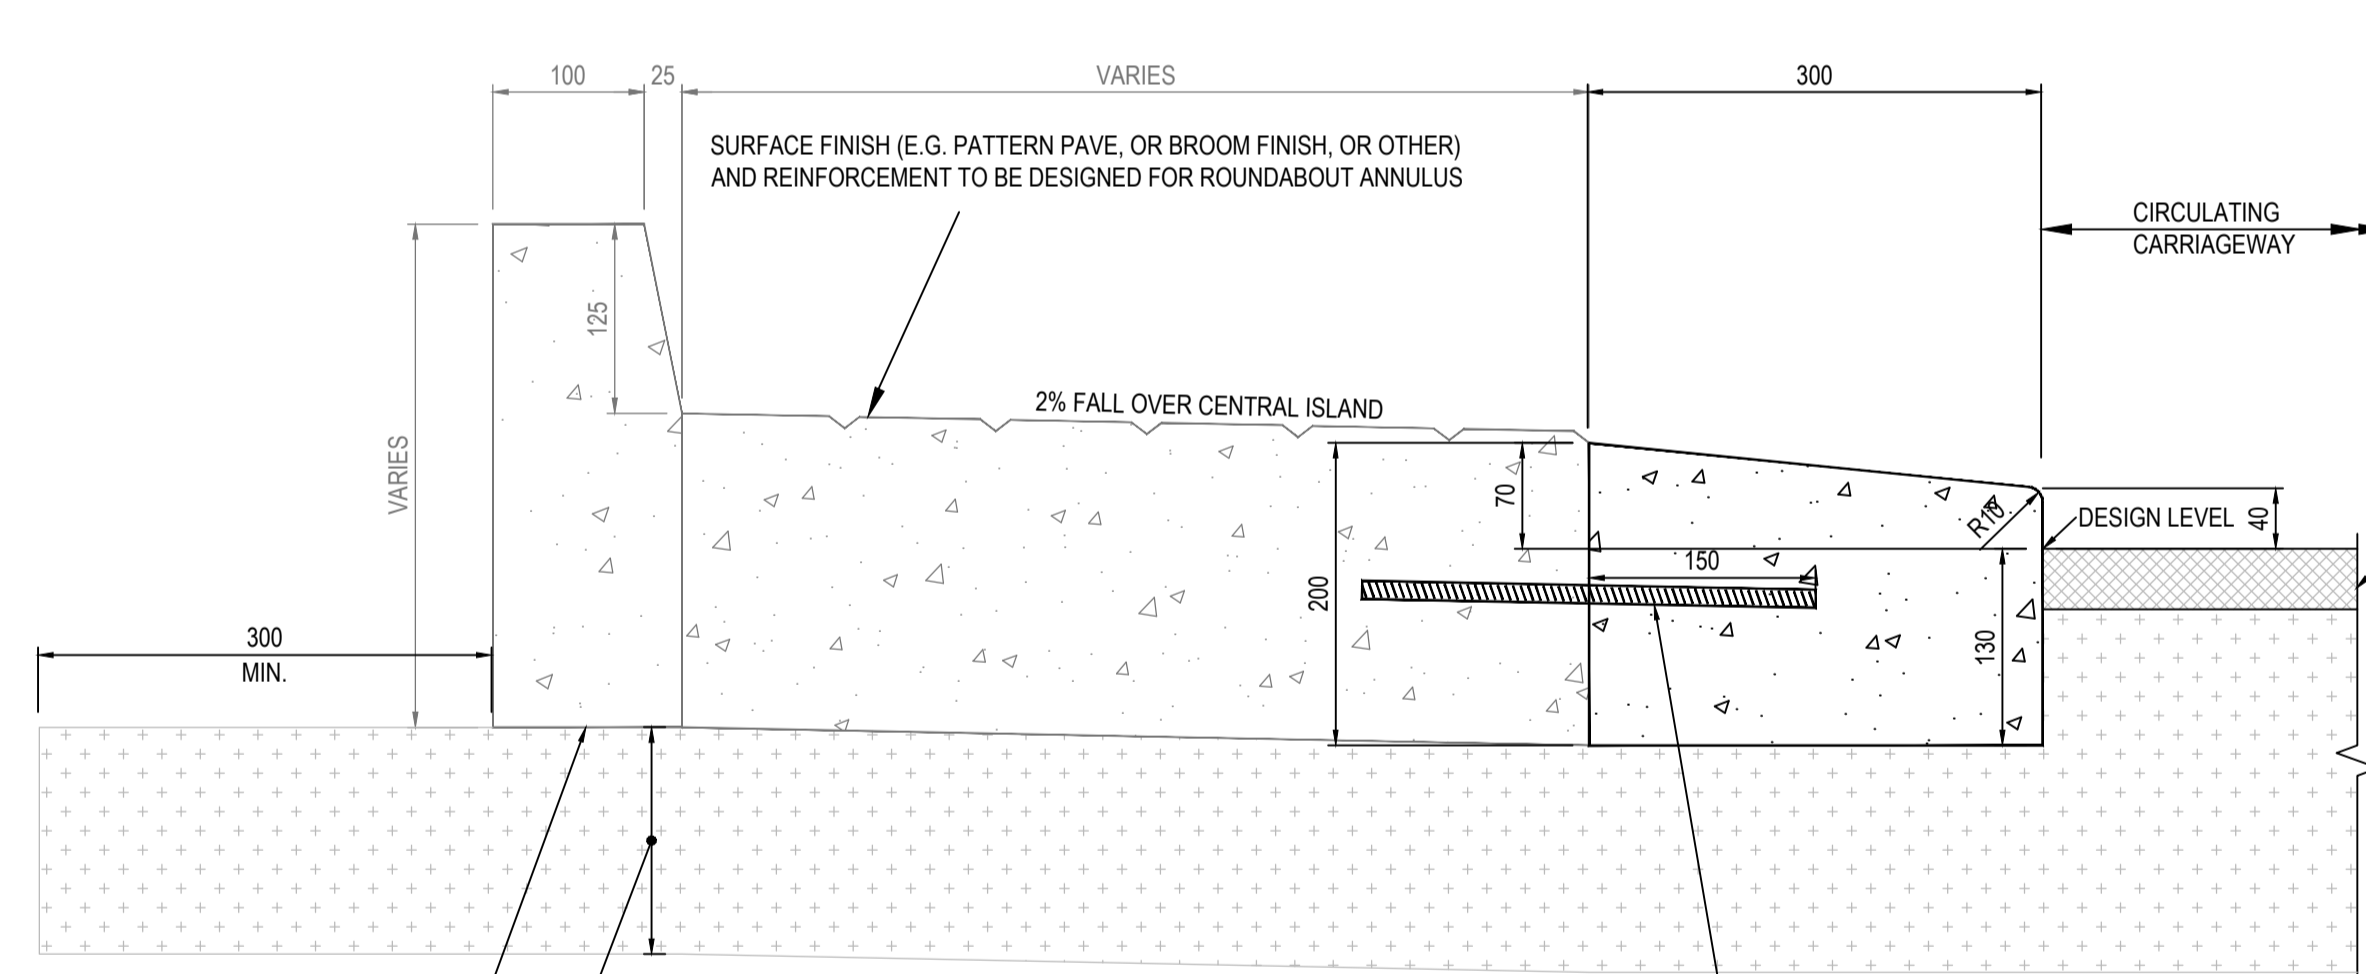 100
25
VARIES
300
SURFACE FINISH (E.G. PATTERN PAVE, OR BROOM FINISH, OR OTHER)
AND REINFORCEMENT TO BE DESIGNED FOR ROUNDABOUT ANNULUS
CIRCULATING
CARRIAGEWAY
125
2% FALL OVER CENTRAL ISLAND
VARIES
70
R10
DESIGN LEVEL
40
150
200
130
300
MIN.